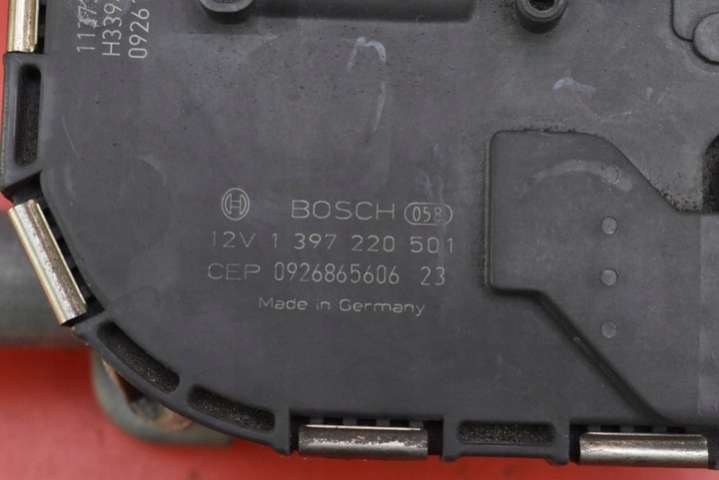 BOSCH 058
12V 1 397 220 501
CEP 0926865606 23
Made in Germany